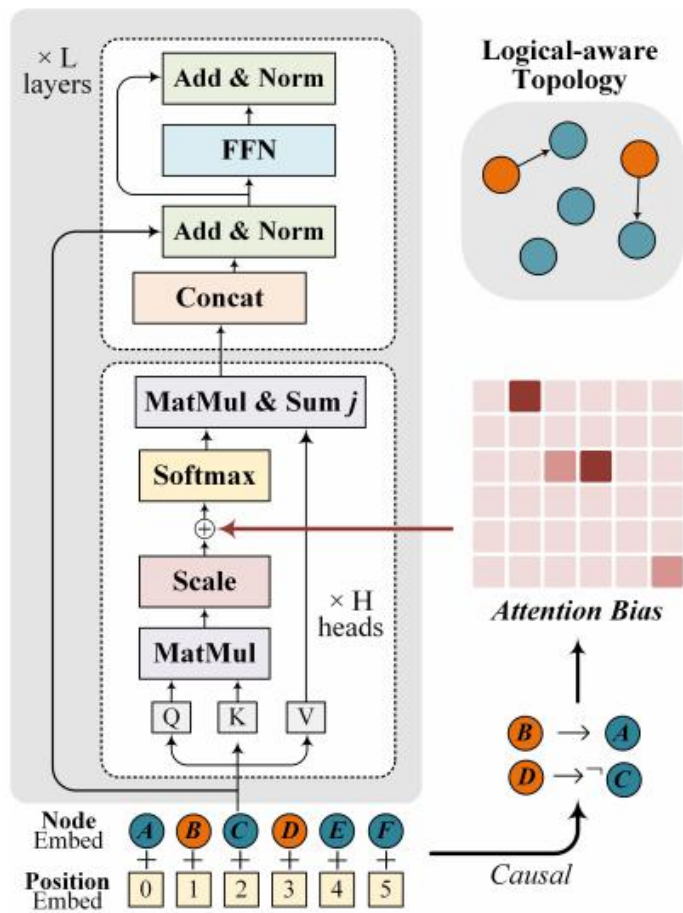 × L
layers
Add & Norm
FFN
Add & Norm
Concat
MatMul & Sum j
Softmax
+
Scale
× H
heads
MatMul
Q K V
Node
Embed
A B C D E F
+ + + + + +
Position
Embed
0 1 2 3 4 5
Logical-aware
Topology
Attention Bias
B → A
D → ¬ C
Causal